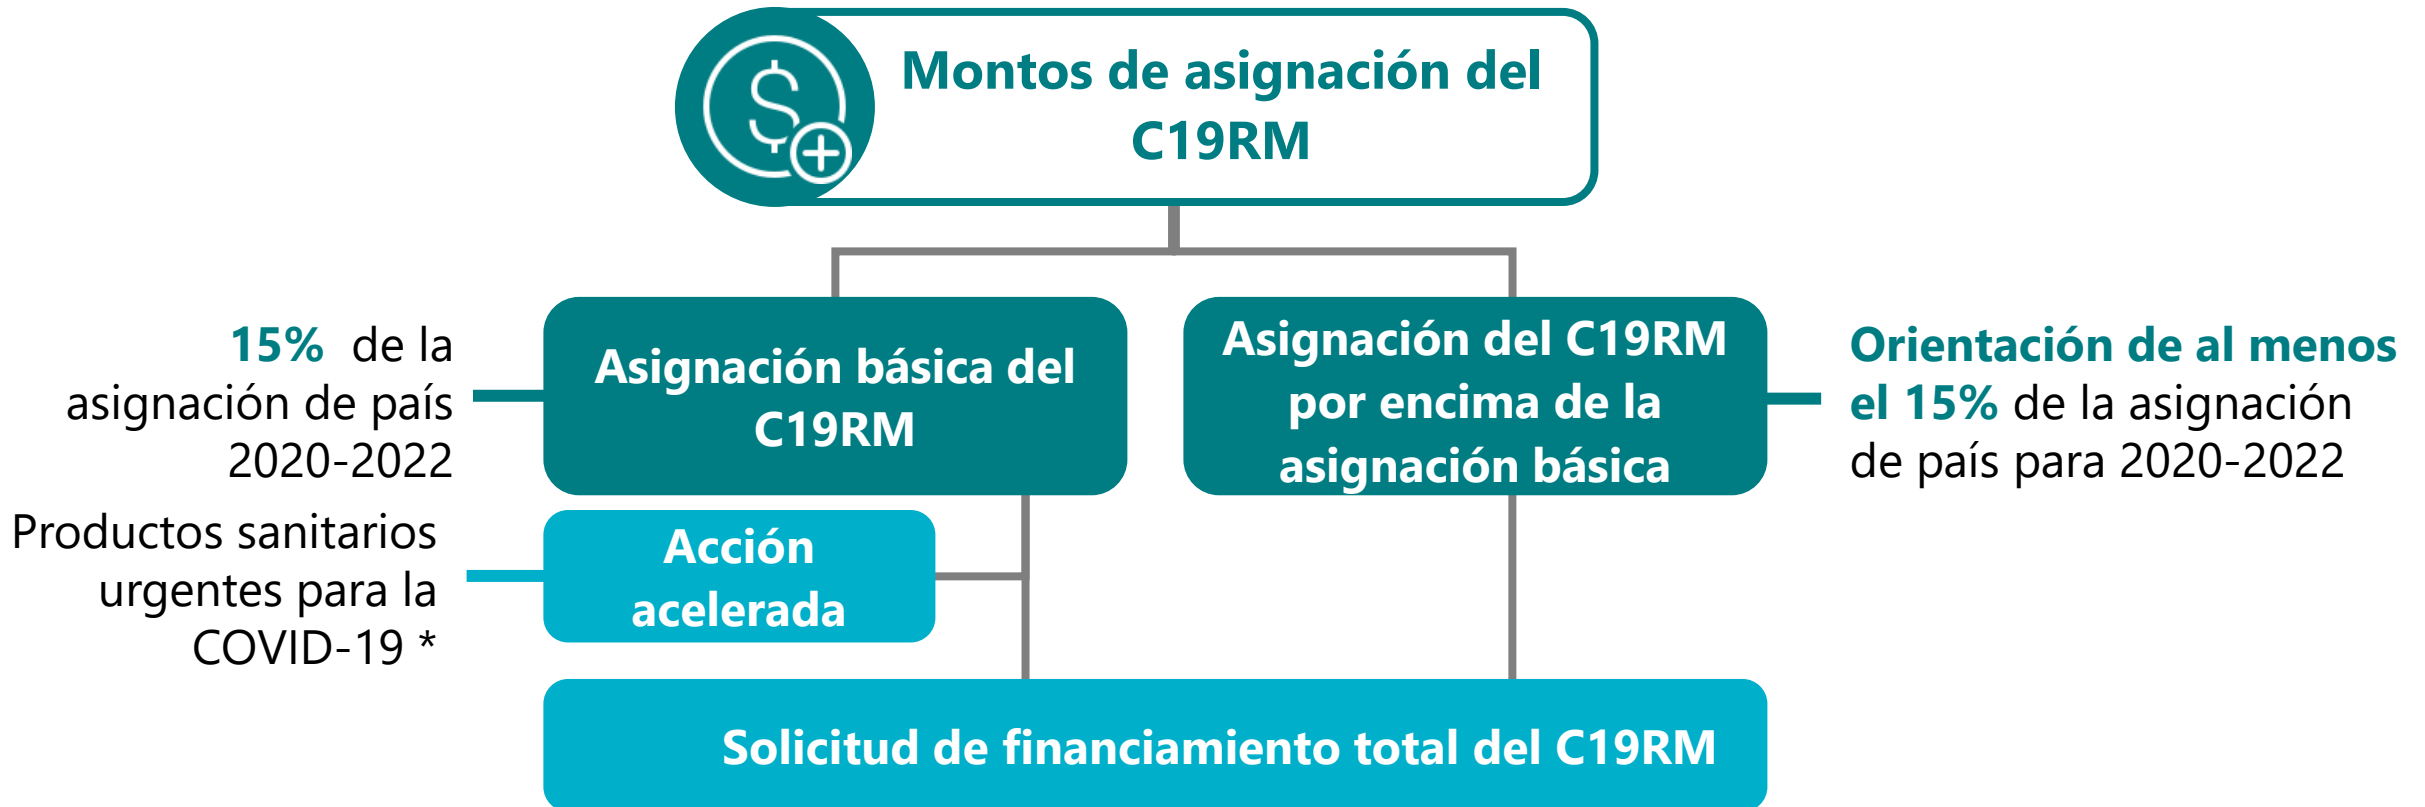 Montos de asignación del
C19RM
15% de la
asignación de país
2020-2022
Asignación básica del
C19RM
Asignación del C19RM
por encima de la
asignación básica
Orientación de al menos
el 15% de la asignación
de país para 2020-2022
Productos sanitarios
urgentes para la
COVID-19 *
Acción
acelerada
Solicitud de financiamiento total del C19RM